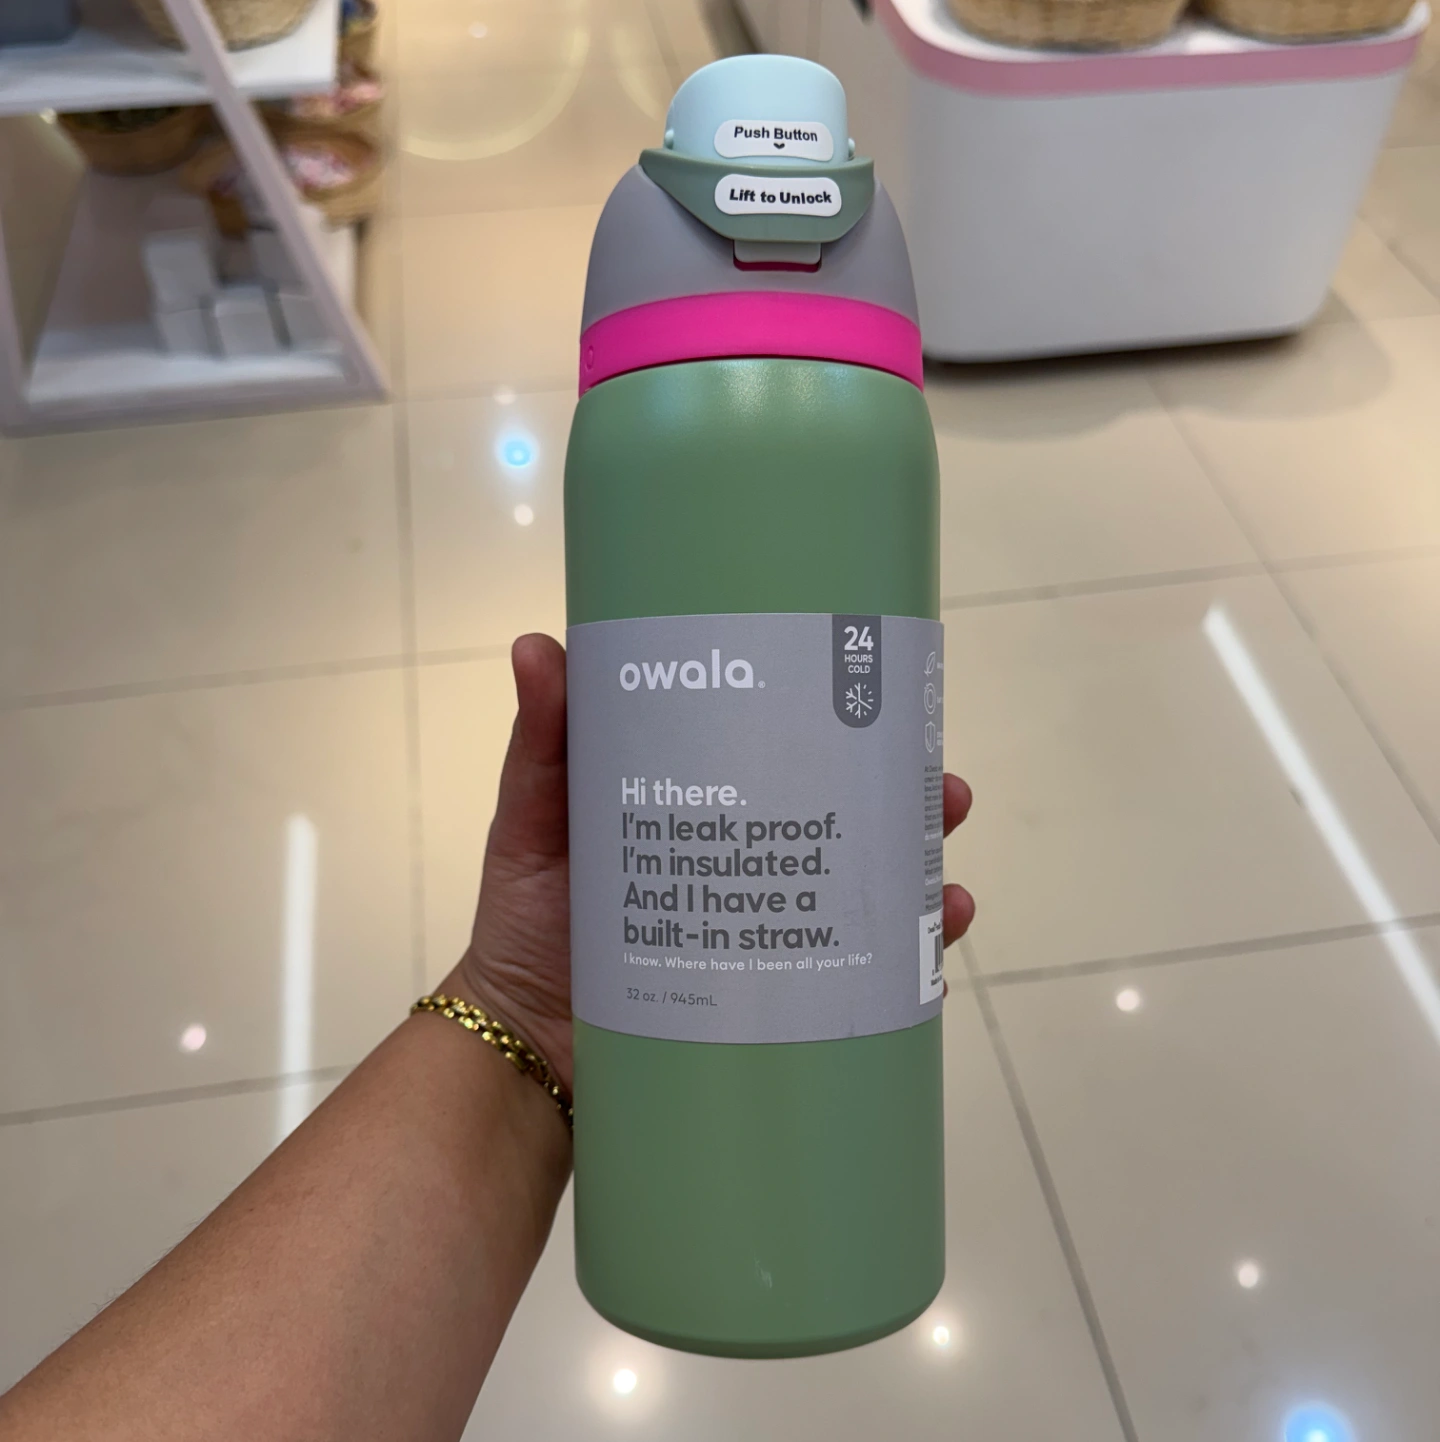 Push Button
Lift to Unlock
owala®
24
HOURS
COLD
Hi there.
I'm leak proof.
I'm insulated.
And I have a
built-in straw.
I know. Where have I been all your life?
32 oz. / 945mL